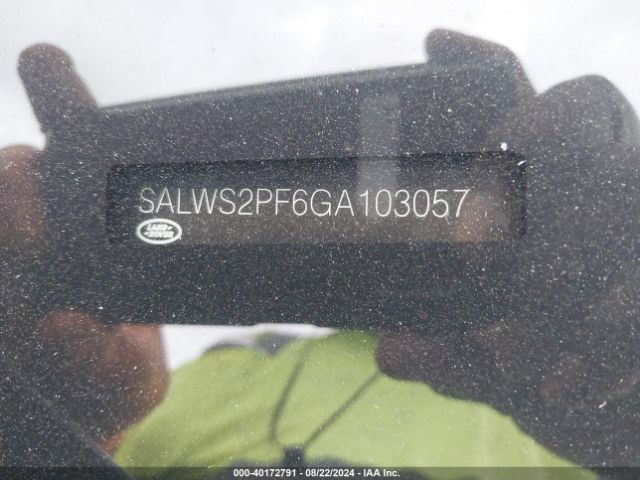 SALWS2PF6GA103057
LAND-
-ROVER
000-40172791 - 08/22/2024 - IAA Inc.